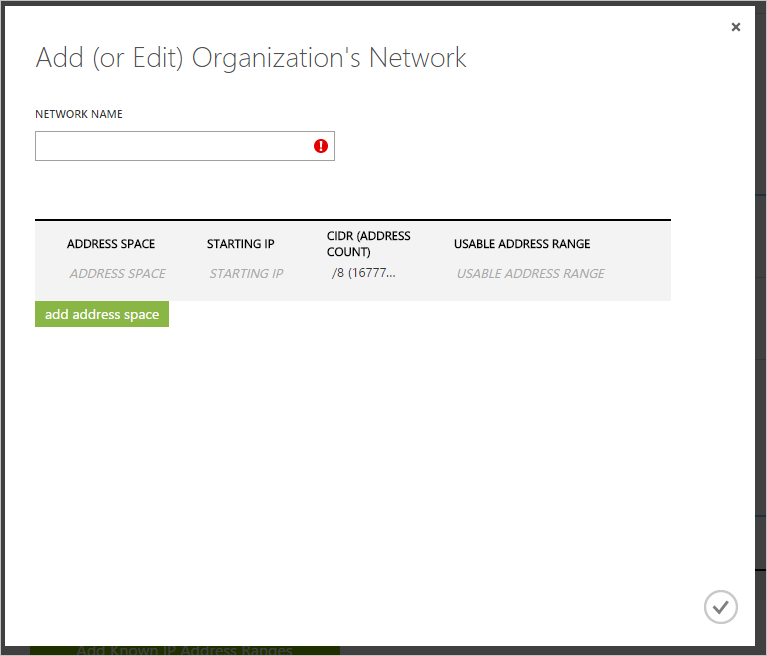 Add (or Edit) Organization's Network
NETWORK NAME
ADDRESS SPACE STARTING IP CIDR (ADDRESS COUNT) USABLE ADDRESS RANGE
ADDRESS SPACE STARTING IP /8 (16777... USABLE ADDRESS RANGE
add address space
Add Known IP Address Ranges